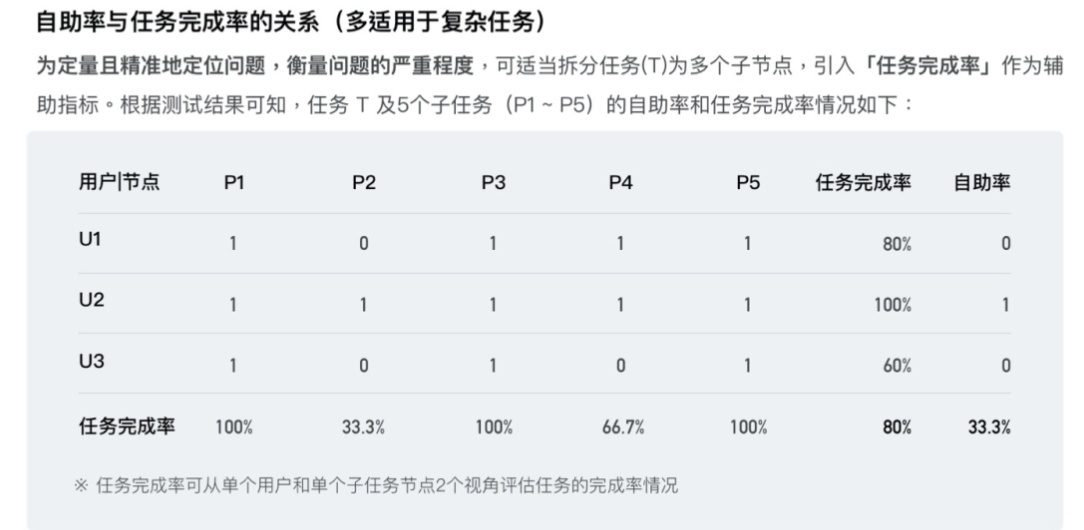 自助率与任务完成率的关系（多适用于复杂任务）
为定量且精准地定位问题，衡量问题的严重程度，可适当拆分任务(T)为多个子节点，引入「任务完成率」作为辅
助指标。根据测试结果可知，任务 T 及5个子任务（P1 ~ P5）的自助率和任务完成率情况如下：
用户|节点 P1 P2 P3 P4 P5 任务完成率 自助率
U1 1 0 1 1 1 80% 0
U2 1 1 1 1 1 100% 1
U3 1 0 1 0 1 60% 0
任务完成率 100% 33.3% 100% 66.7% 100% 80% 33.3%
※ 任务完成率可从单个用户和单个子任务节点2个视角评估任务的完成率情况